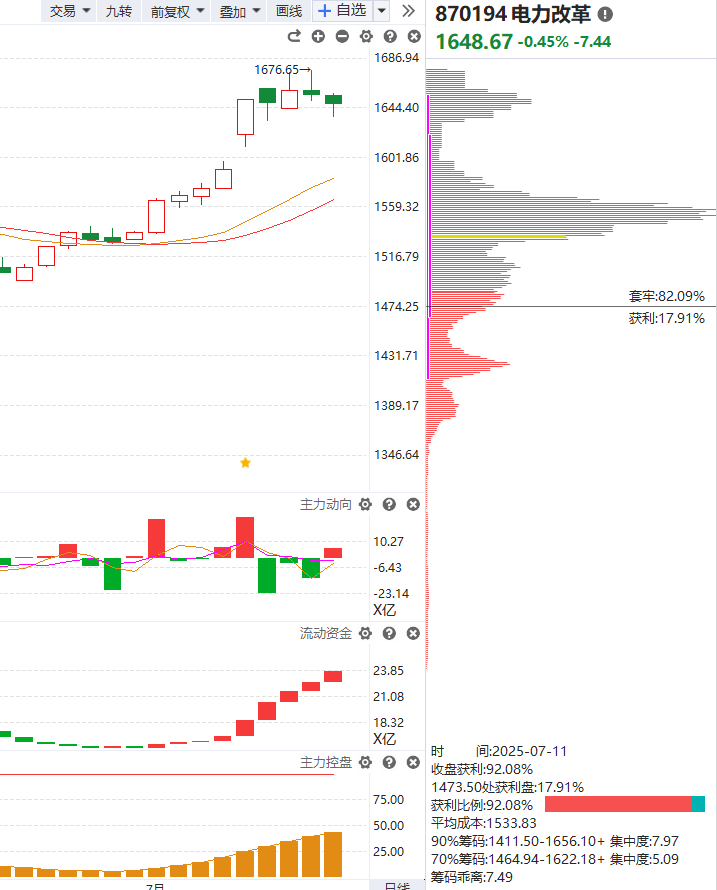 交易 九转 前复权 叠加 画线 +自选
870194 电力改革
1648.67 -0.45% -7.44
1686.94
1676.65→
1644.40
1601.86
1559.32
1516.79
套牢:82.09%
1474.25
获利:17.91%
1431.71
1389.17
1346.64
主力动向
10.27
-6.43
-23.14
X亿
流动资金
23.85
21.08
18.32
X亿
时 间:2025-07-11
主力控盘
收盘获利:92.08%
1473.50处获利盘:17.91%
75.00
获利比例:92.08%
平均成本:1533.83
50.00
90%筹码:1411.50-1656.10+ 集中度:7.97
25.00
70%筹码:1464.94-1622.18+ 集中度:5.09
筹码乖离:7.49
7月
日线